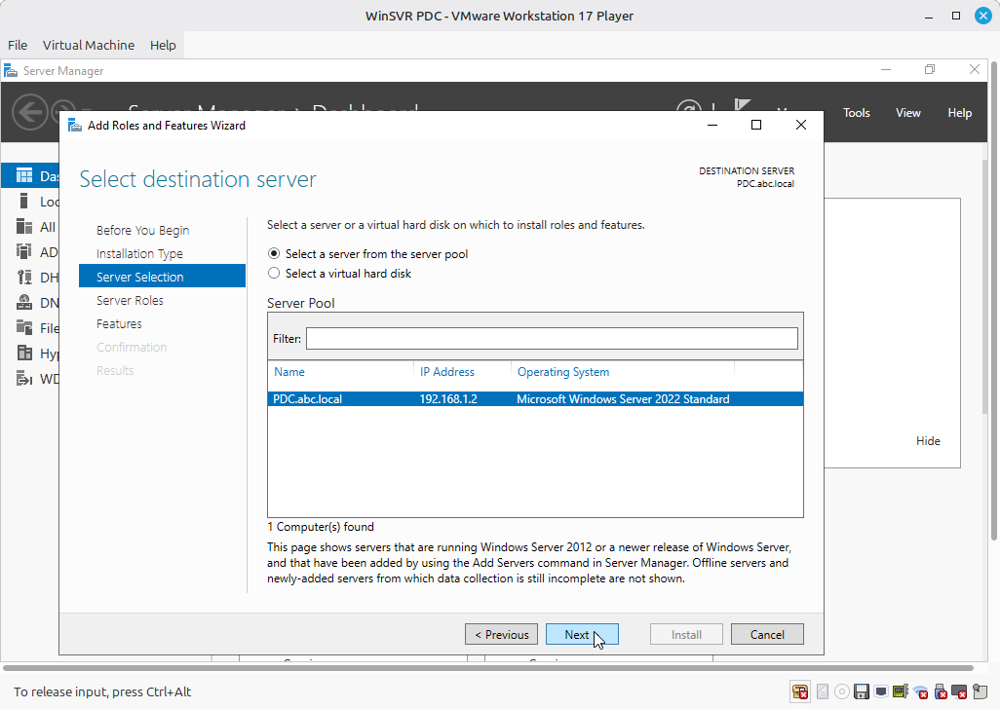 WinSVR PDC - VMware Workstation 17 Player
File Virtual Machine Help
Server Manager
Server Manager Dashboard
Tools View Help
Add Roles and Features Wizard
Select destination server
DESTINATION SERVER
PDC.abc.local
Das
Loc
All
AD
DH
DN
File
Hyp
WD
Before You Begin
Installation Type
Server Selection
Server Roles
Features
Confirmation
Results
Select a server or a virtual hard disk on which to install roles and features.
Select a server from the server pool
Select a virtual hard disk
Server Pool
Filter:
Name IP Address Operating System
PDC.abc.local 192.168.1.2 Microsoft Windows Server 2022 Standard
1 Computer(s) found
This page shows servers that are running Windows Server 2012 or a newer release of Windows Server,
and that have been added by using the Add Servers command in Server Manager. Offline servers and
newly-added servers from which data collection is still incomplete are not shown.
Hide
< Previous Next Install Cancel
To release input, press Ctrl+Alt